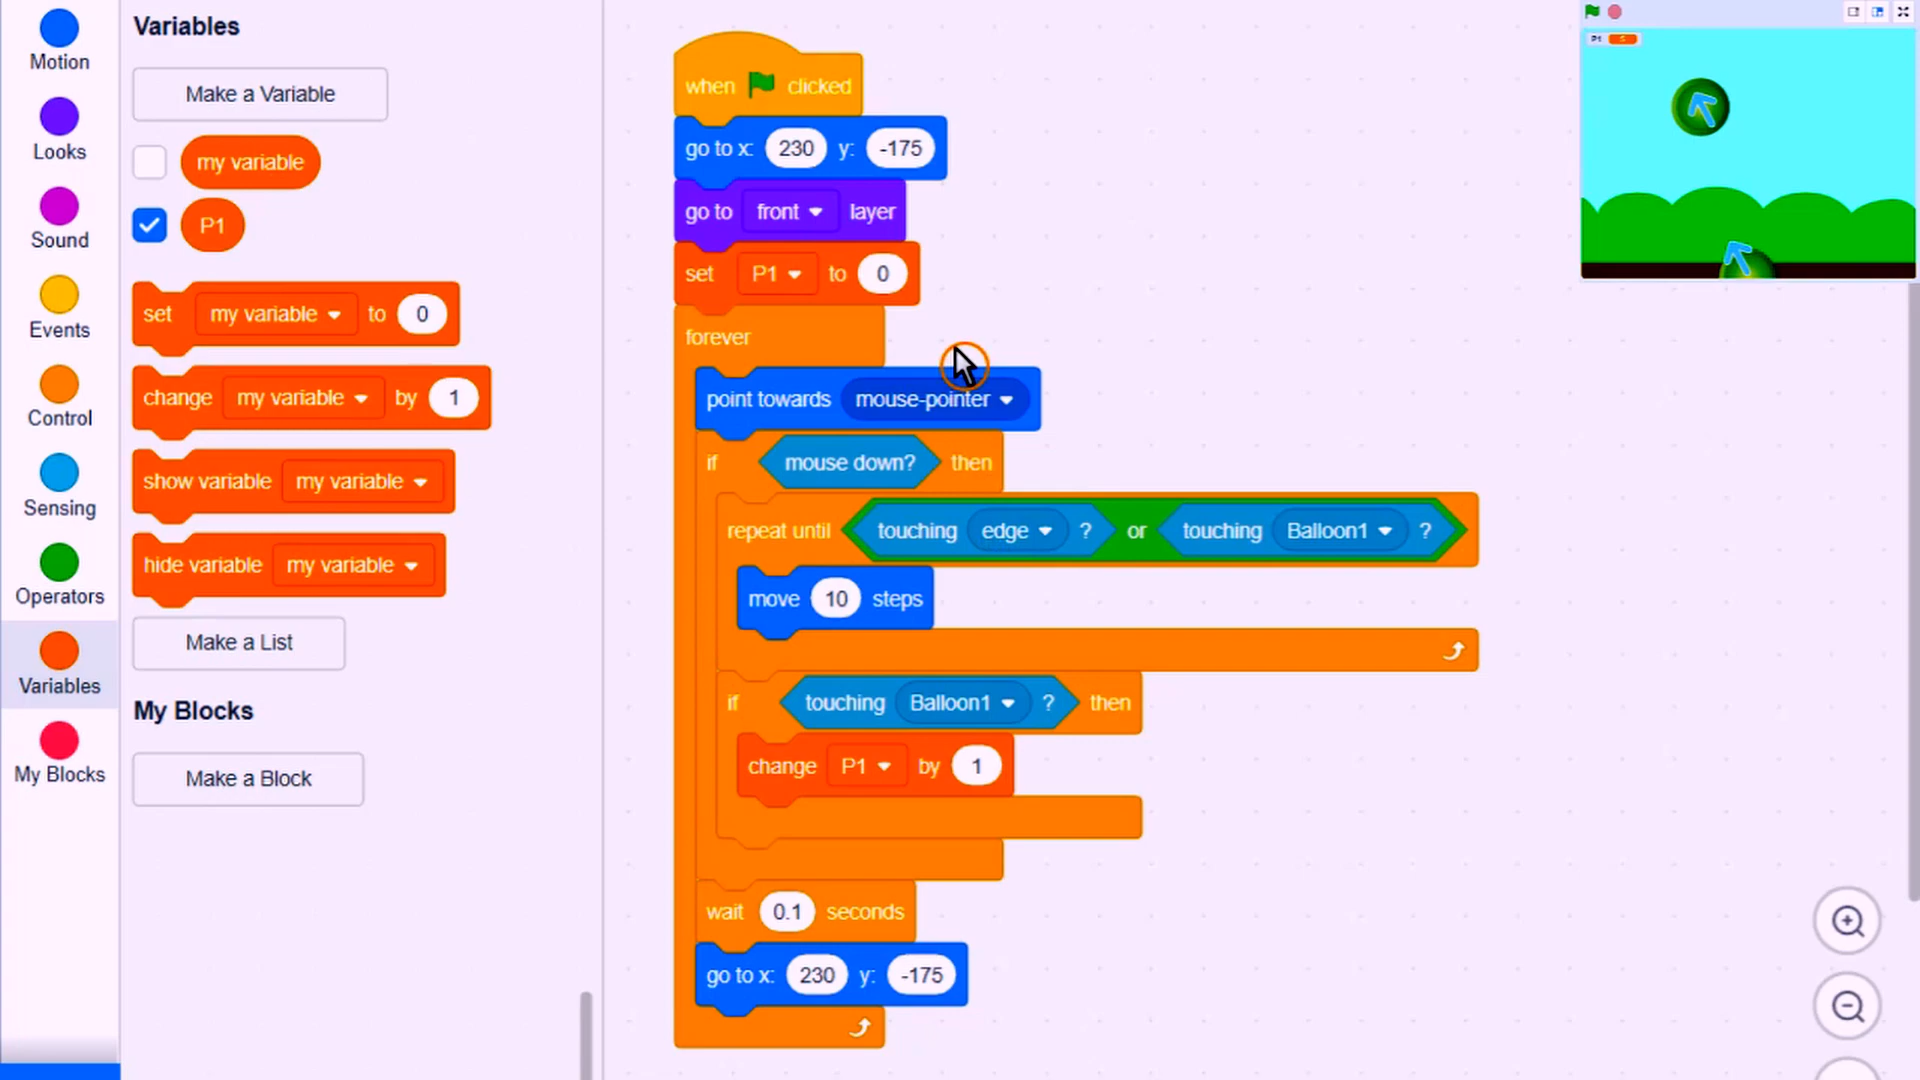 Motion
Looks
Sound
Events
Control
Sensing
Operators
Variables
My Blocks
Variables
Make a Variable
my variable
P1
set my variable to 0
change my variable by 1
show variable my variable
hide variable my variable
Make a List
My Blocks
Make a Block
when clicked
go to x: 230 y: -175
go to front layer
set P1 to 0
forever
point towards mouse-pointer
if mouse down? then
repeat until touching edge ? or touching Balloon1 ?
move 10 steps
if touching Balloon1 ? then
change P1 by 1
wait 0.1 seconds
go to x: 230 y: -175
P1